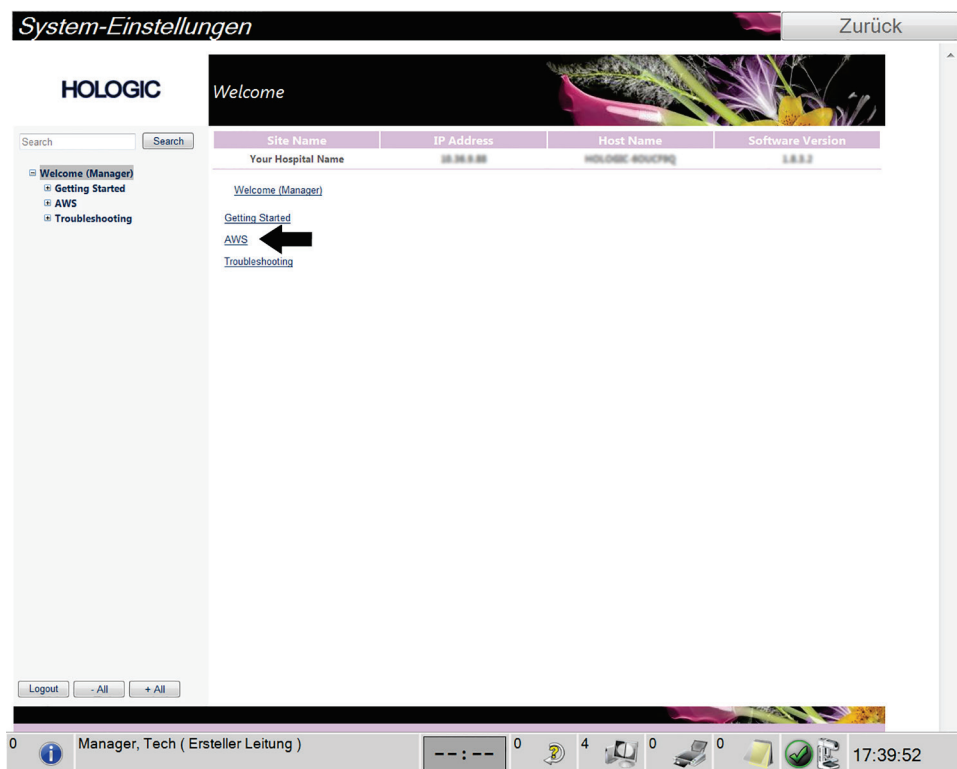 System-Einstellungen
Zurück
HOLOGIC
Welcome
Search
Search
Site Name IP Address Host Name Software Version
Your Hospital Name
Welcome (Manager)
Getting Started
AWS
Troubleshooting
Welcome (Manager)
Getting Started
AWS
Troubleshooting
Logout - All + All
0 Manager, Tech ( Ersteller Leitung ) --:-- 0 4 0 0 17:39:52